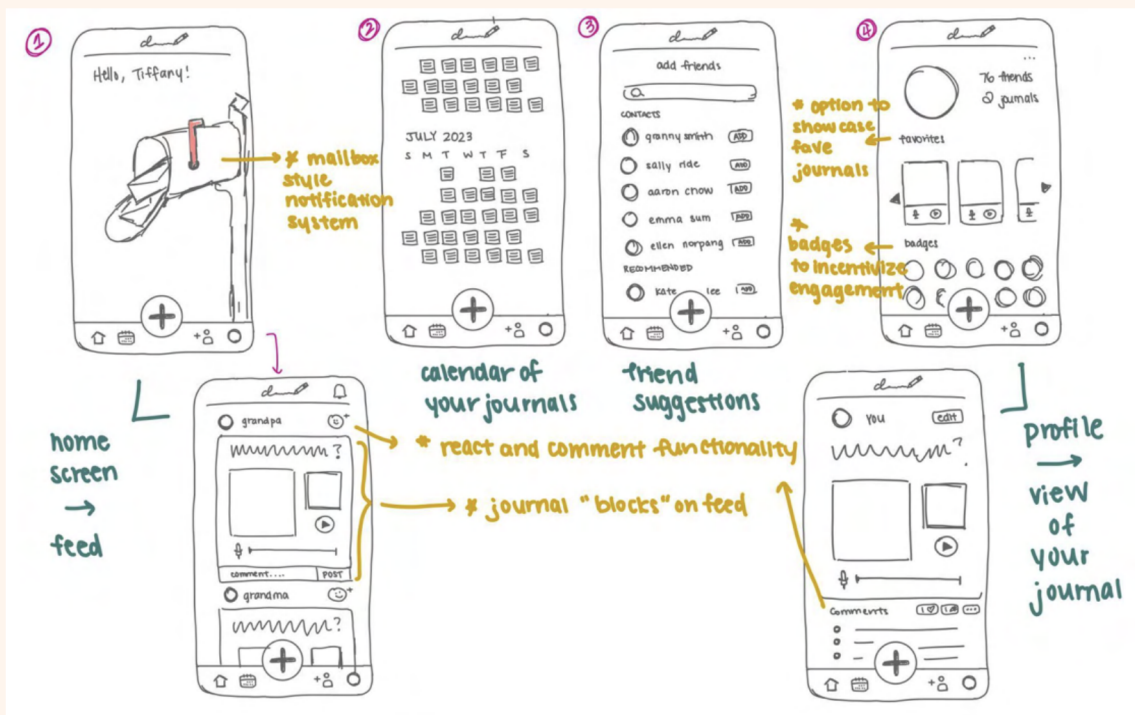 1
Hello, Tiffany!
* mailbox
style
notification
system
2
JULY 2023
S M T W T F S
calendar of
your journals
3
add friends
CONTACTS
granny smith ADD
sally ride ADD
aaron chow ADD
emma sum ADD
ellen norpang ADD
RECOMMENDED
kate lee ADD
friend
suggestions
4
...
76 friends
2 journals
favorites
badges
* option to
showcase
fave
journals
*
badges
to incentivize
engagement
home
screen
→
feed
grandpa
?
comment.... POST
grandma
?
* react and comment functionality
* journal "blocks" on feed
you edit
?
Comments
profile
→
view
of
your
journal